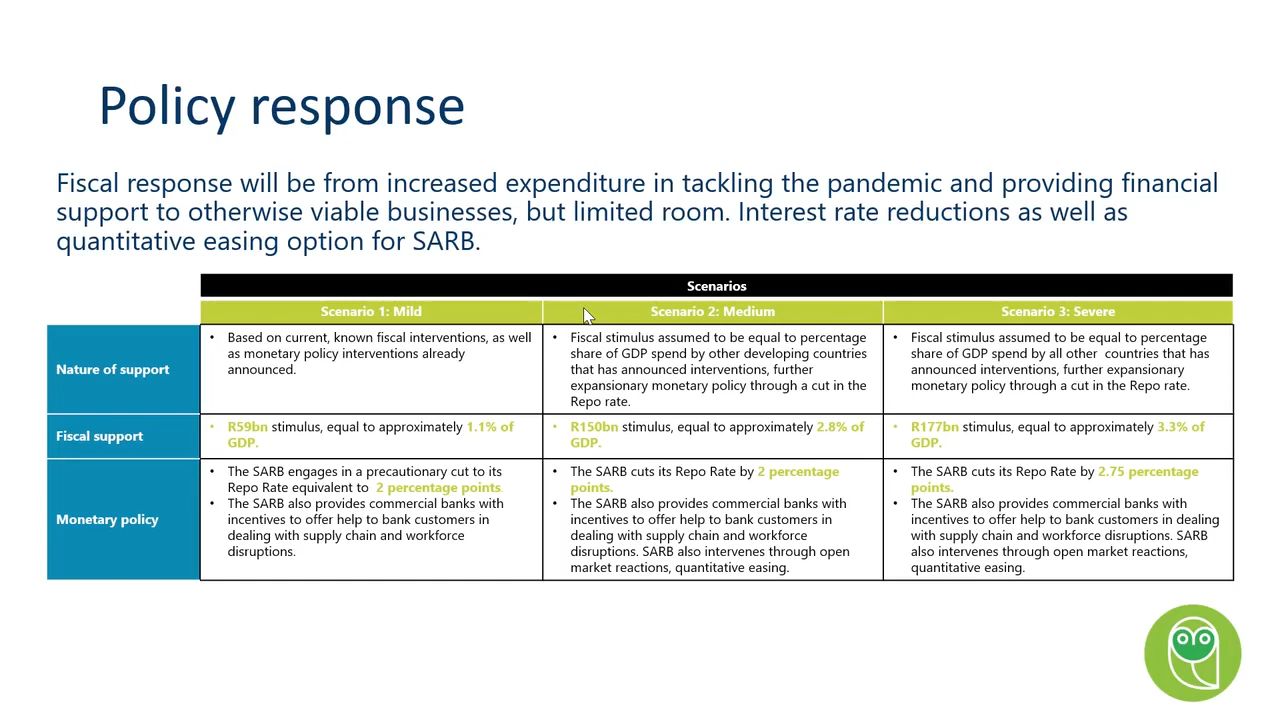 Policy response
Fiscal response will be from increased expenditure in tackling the pandemic and providing financial
support to otherwise viable businesses, but limited room. Interest rate reductions as well as
quantitative easing option for SARB.
Scenarios
Scenario 1: Mild
Scenario 2: Medium
Scenario 3: Severe
Nature of support
• Based on current, known fiscal interventions, as well
as monetary policy interventions already
announced.
• Fiscal stimulus assumed to be equal to percentage
share of GDP spend by other developing countries
that has announced interventions, further
expansionary monetary policy through a cut in the
Repo rate.
• Fiscal stimulus assumed to be equal to percentage
share of GDP spend by all other countries that has
announced interventions, further expansionary
monetary policy through a cut in the Repo rate.
Fiscal support
• R59bn stimulus, equal to approximately 1.1% of
GDP.
• R150bn stimulus, equal to approximately 2.8% of
GDP.
• R177bn stimulus, equal to approximately 3.3% of
GDP.
Monetary policy
• The SARB engages in a precautionary cut to its
Repo Rate equivalent to 2 percentage points.
• The SARB also provides commercial banks with
incentives to offer help to bank customers in
dealing with supply chain and workforce
disruptions.
• The SARB cuts its Repo Rate by 2 percentage
points.
• The SARB also provides commercial banks with
incentives to offer help to bank customers in
dealing with supply chain and workforce
disruptions. SARB also intervenes through open
market reactions, quantitative easing.
• The SARB cuts its Repo Rate by 2.75 percentage
points.
• The SARB also provides commercial banks with
incentives to offer help to bank customers in dealing
with supply chain and workforce disruptions. SARB
also intervenes through open market reactions,
quantitative easing.